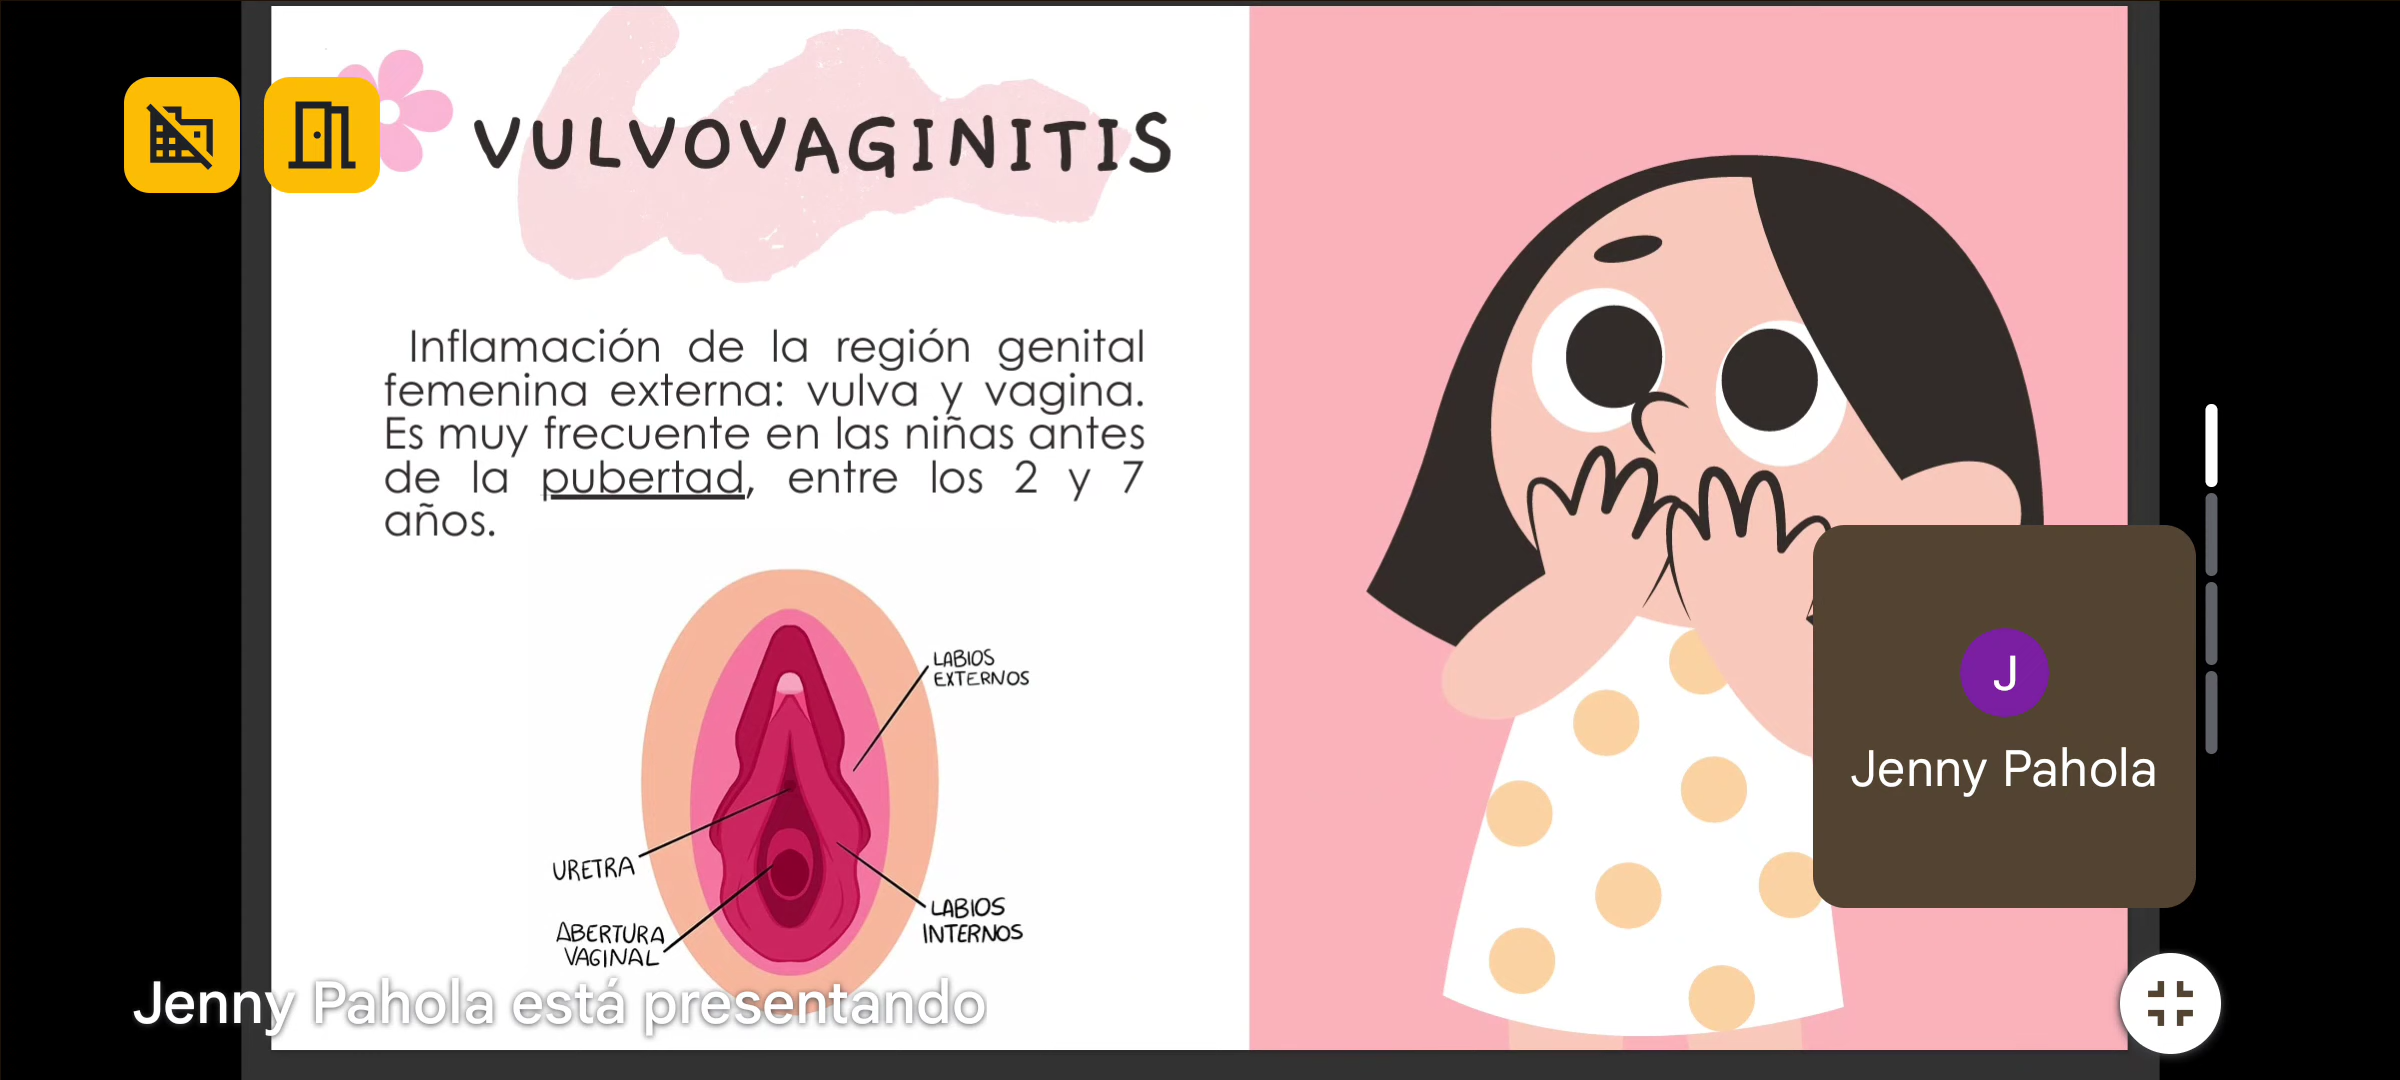 VULVOVAGINITIS
Inflamación de la región genital
femenina externa: vulva y vagina.
Es muy frecuente en las niñas antes
de la pubertad, entre los 2 y 7
años.
LABIOS
EXTERNOS
URETRA
LABIOS
INTERNOS
ABERTURA
VAGINAL
J
Jenny Pahola
Jenny Pahola está presentando